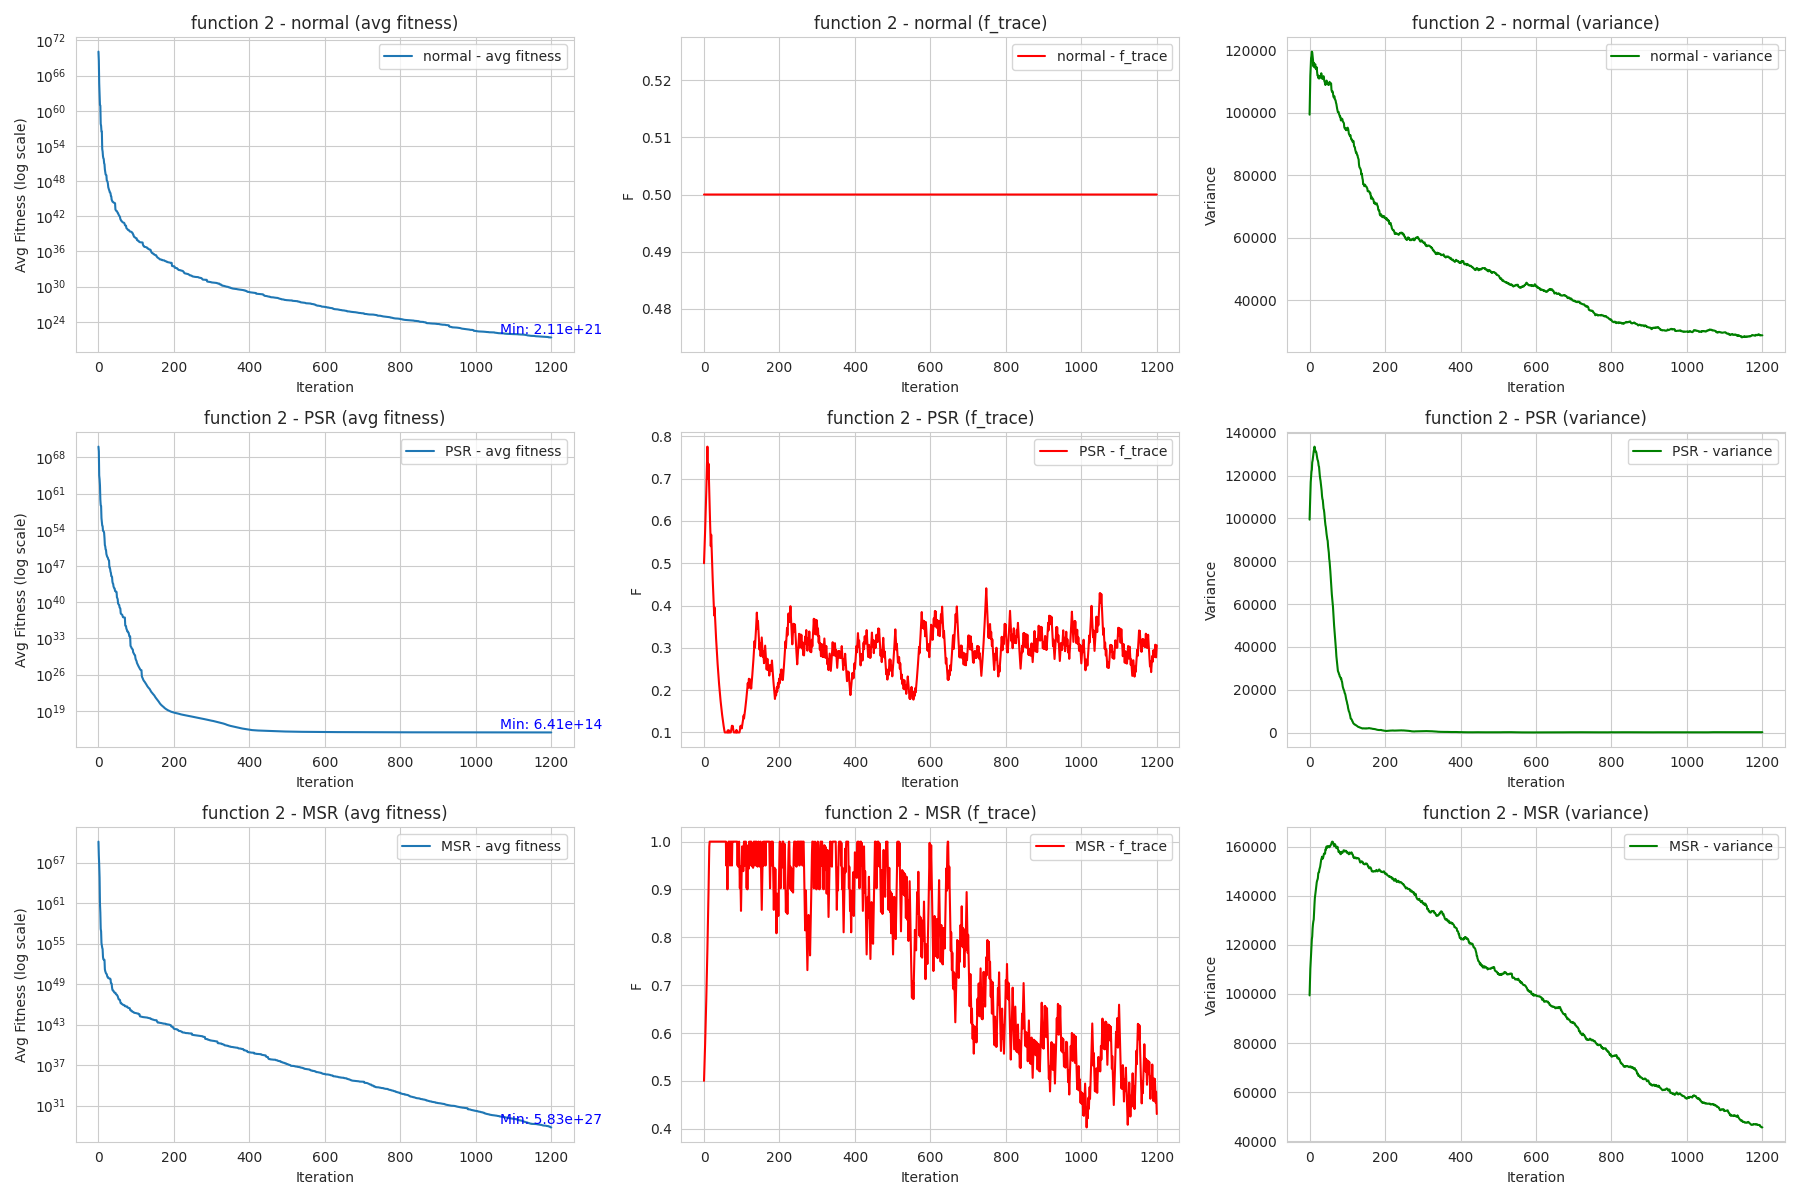 function 2 - normal (avg fitness)
normal - avg fitness
10^72
10^66
10^60
10^54
10^48
10^42
10^36
10^30
10^24
Avg Fitness (log scale)
Min: 2.11e+21
0 200 400 600 800 1000 1200
Iteration
function 2 - normal (f_trace)
normal - f_trace
0.52
0.51
0.50
0.49
0.48
F
0 200 400 600 800 1000 1200
Iteration
function 2 - normal (variance)
normal - variance
120000
100000
80000
60000
40000
Variance
0 200 400 600 800 1000 1200
Iteration
function 2 - PSR (avg fitness)
PSR - avg fitness
10^68
10^61
10^54
10^47
10^40
10^33
10^26
10^19
Avg Fitness (log scale)
Min: 6.41e+14
0 200 400 600 800 1000 1200
Iteration
function 2 - PSR (f_trace)
PSR - f_trace
0.8
0.7
0.6
0.5
0.4
0.3
0.2
0.1
F
0 200 400 600 800 1000 1200
Iteration
function 2 - PSR (variance)
PSR - variance
140000
120000
100000
80000
60000
40000
20000
0
Variance
0 200 400 600 800 1000 1200
Iteration
function 2 - MSR (avg fitness)
MSR - avg fitness
10^67
10^61
10^55
10^49
10^43
10^37
10^31
Avg Fitness (log scale)
Min: 5.83e+27
0 200 400 600 800 1000 1200
Iteration
function 2 - MSR (f_trace)
MSR - f_trace
1.0
0.9
0.8
0.7
0.6
0.5
0.4
F
0 200 400 600 800 1000 1200
Iteration
function 2 - MSR (variance)
MSR - variance
160000
140000
120000
100000
80000
60000
40000
Variance
0 200 400 600 800 1000 1200
Iteration